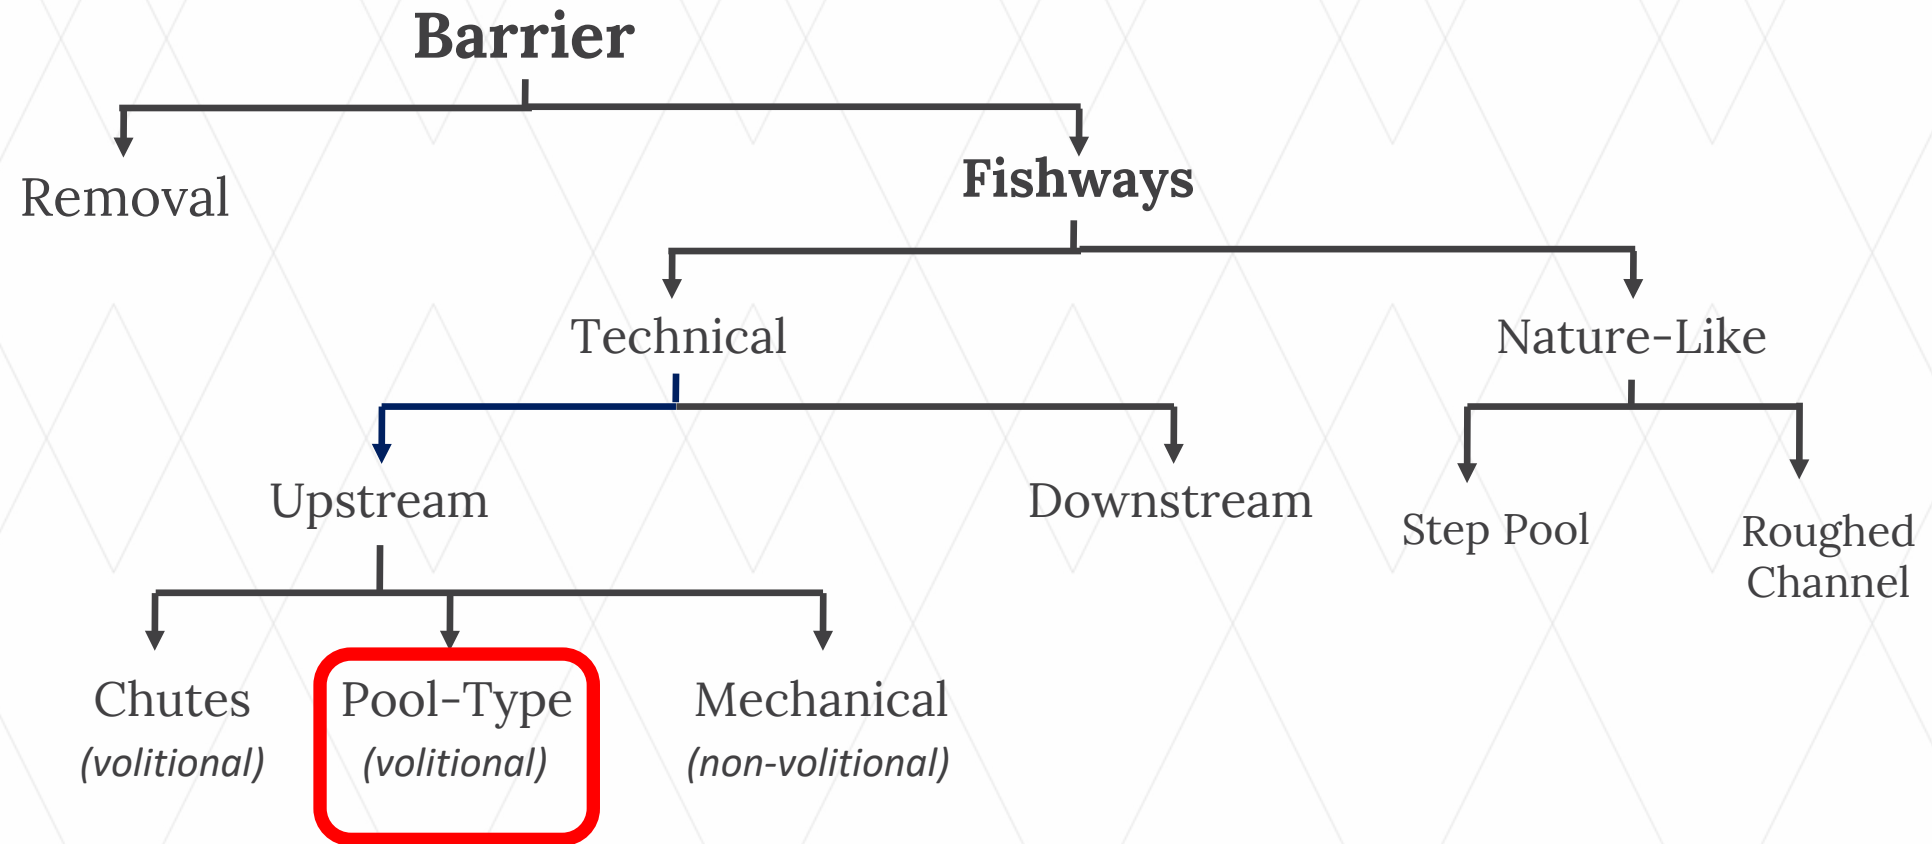 Barrier
Removal
Fishways
Technical
Nature-Like
Upstream
Downstream
Step Pool
Roughed
Channel
Chutes
(volitional)
Pool-Type
(volitional)
Mechanical
(non-volitional)